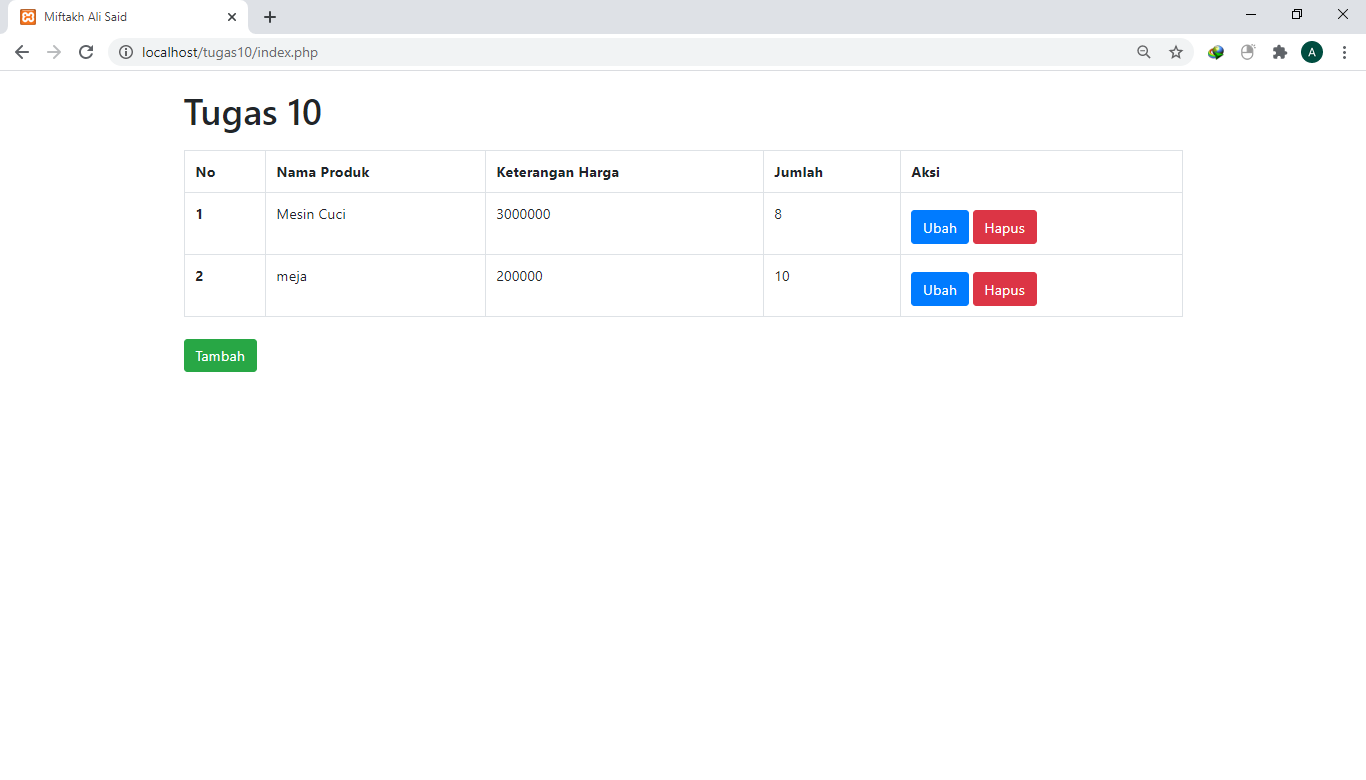 Miftakh Ali Said
localhost/tugas10/index.php
A
Tugas 10
No Nama Produk Keterangan Harga Jumlah Aksi
1 Mesin Cuci 3000000 8 Ubah Hapus
2 meja 200000 10 Ubah Hapus
Tambah